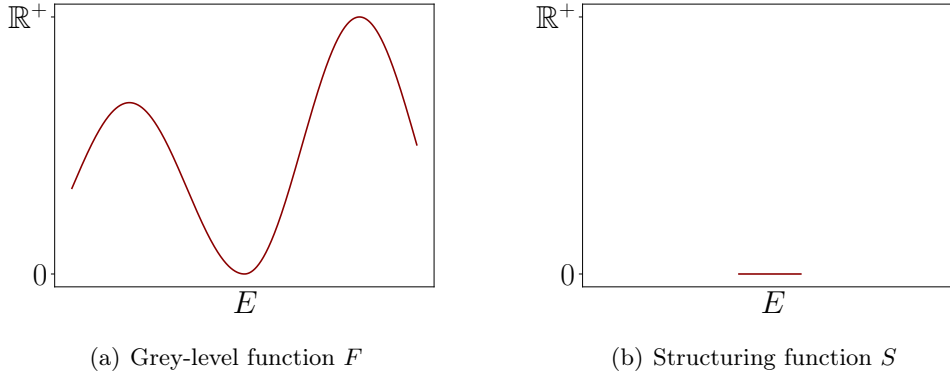 ℝ⁺
0
E
(a) Grey-level function F
ℝ⁺
0
E
(b) Structuring function S